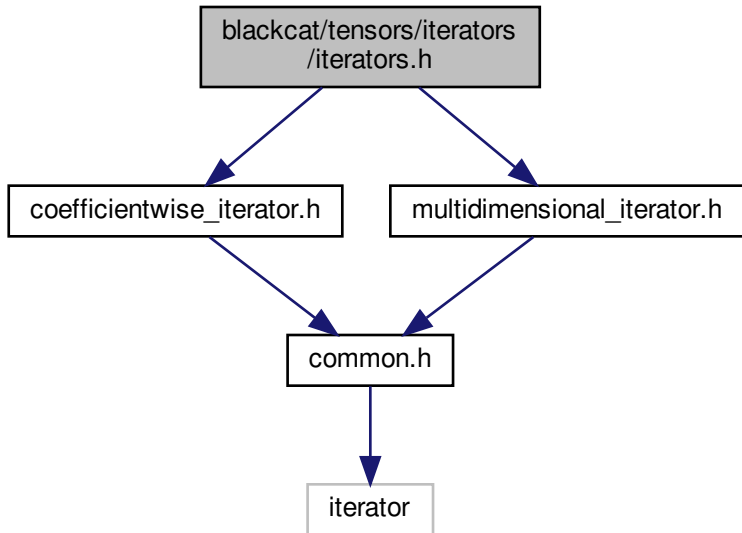 blackcat/tensors/iterators
/iterators.h
coefficientwise_iterator.h
multidimensional_iterator.h
common.h
iterator